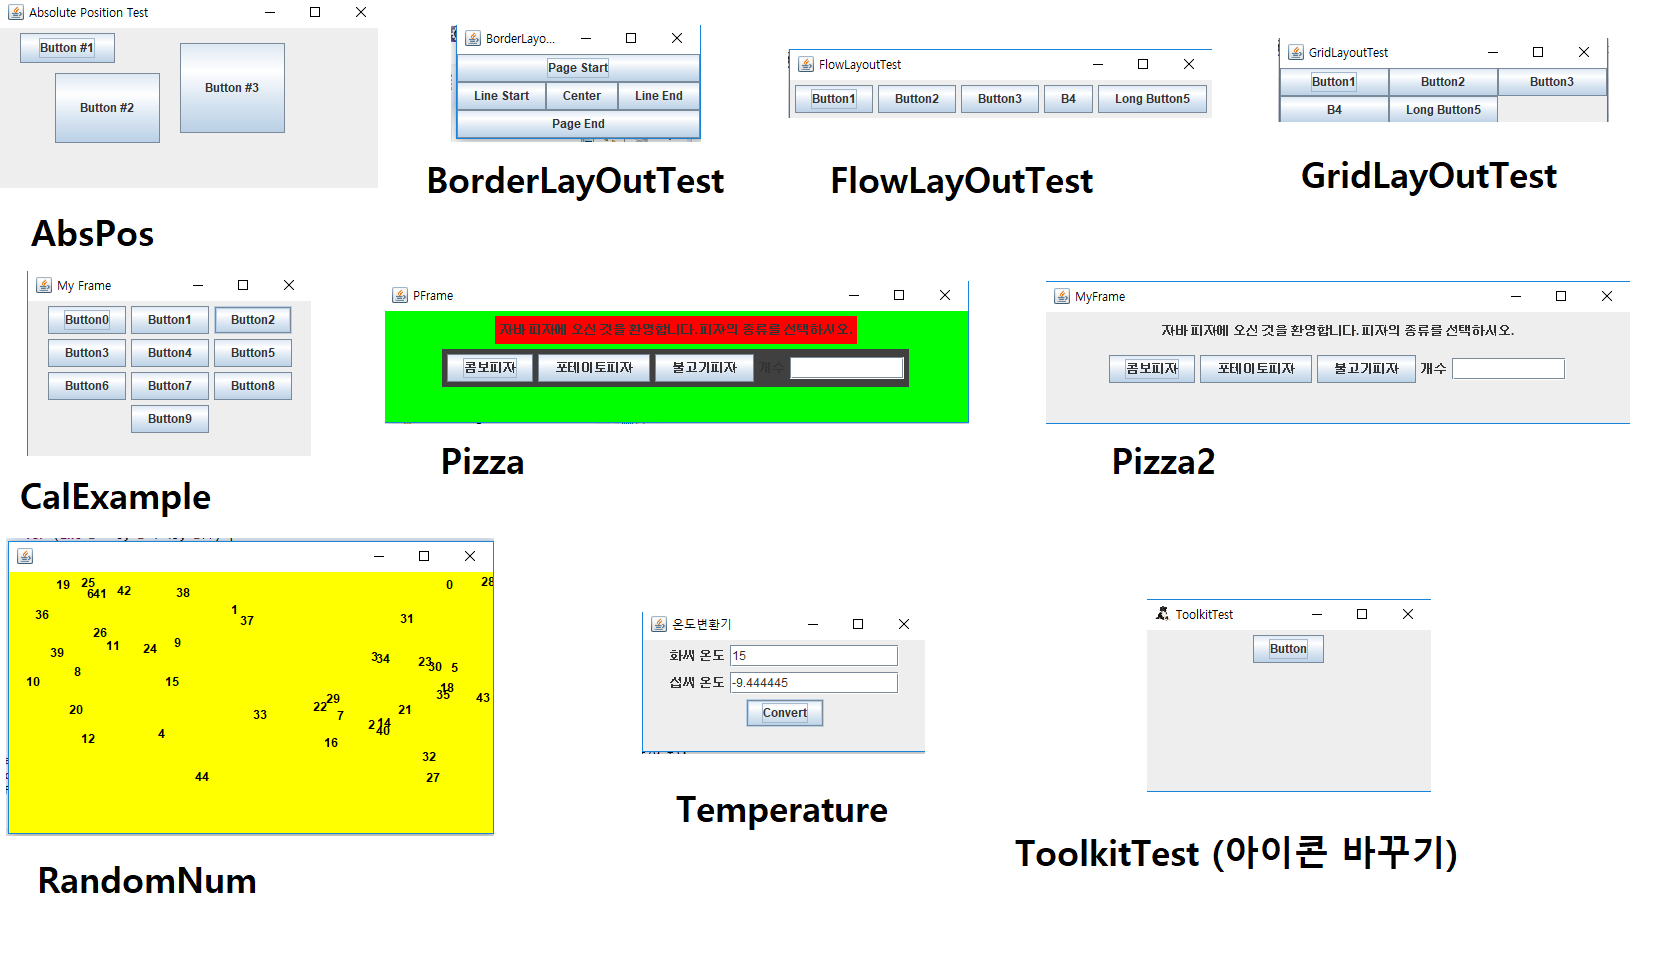 Absolute Position Test
Button #1
Button #2
Button #3
AbsPos
BorderLayo...
Page Start
Line Start Center Line End
Page End
BorderLayOutTest
FlowLayoutTest
Button1 Button2 Button3 B4 Long Button5
FlowLayOutTest
GridLayoutTest
Button1 Button2 Button3
B4 Long Button5
GridLayOutTest
My Frame
Button0 Button1 Button2
Button3 Button4 Button5
Button6 Button7 Button8
Button9
CalExample
PFrame
자바 피자에 오신 것을 환영합니다. 피자의 종류를 선택하시오.
콤보피자 포테이토피자 불고기피자 개수
Pizza
MyFrame
자바 피자에 오신 것을 환영합니다. 피자의 종류를 선택하시오.
콤보피자 포테이토피자 불고기피자 개수
Pizza2
19 25 0 28
6 41 42 38
36 1 37 31
26 11 24 9
39 3 34 23 30 5
8
10 15 18 35 43
20 33 22 29 7 21
12 4 16 2 14 40
32
44 27
RandomNum
온도변환기
화씨 온도 15
섭씨 온도 -9.444445
Convert
Temperature
ToolkitTest
Button
ToolkitTest (아이콘 바꾸기)